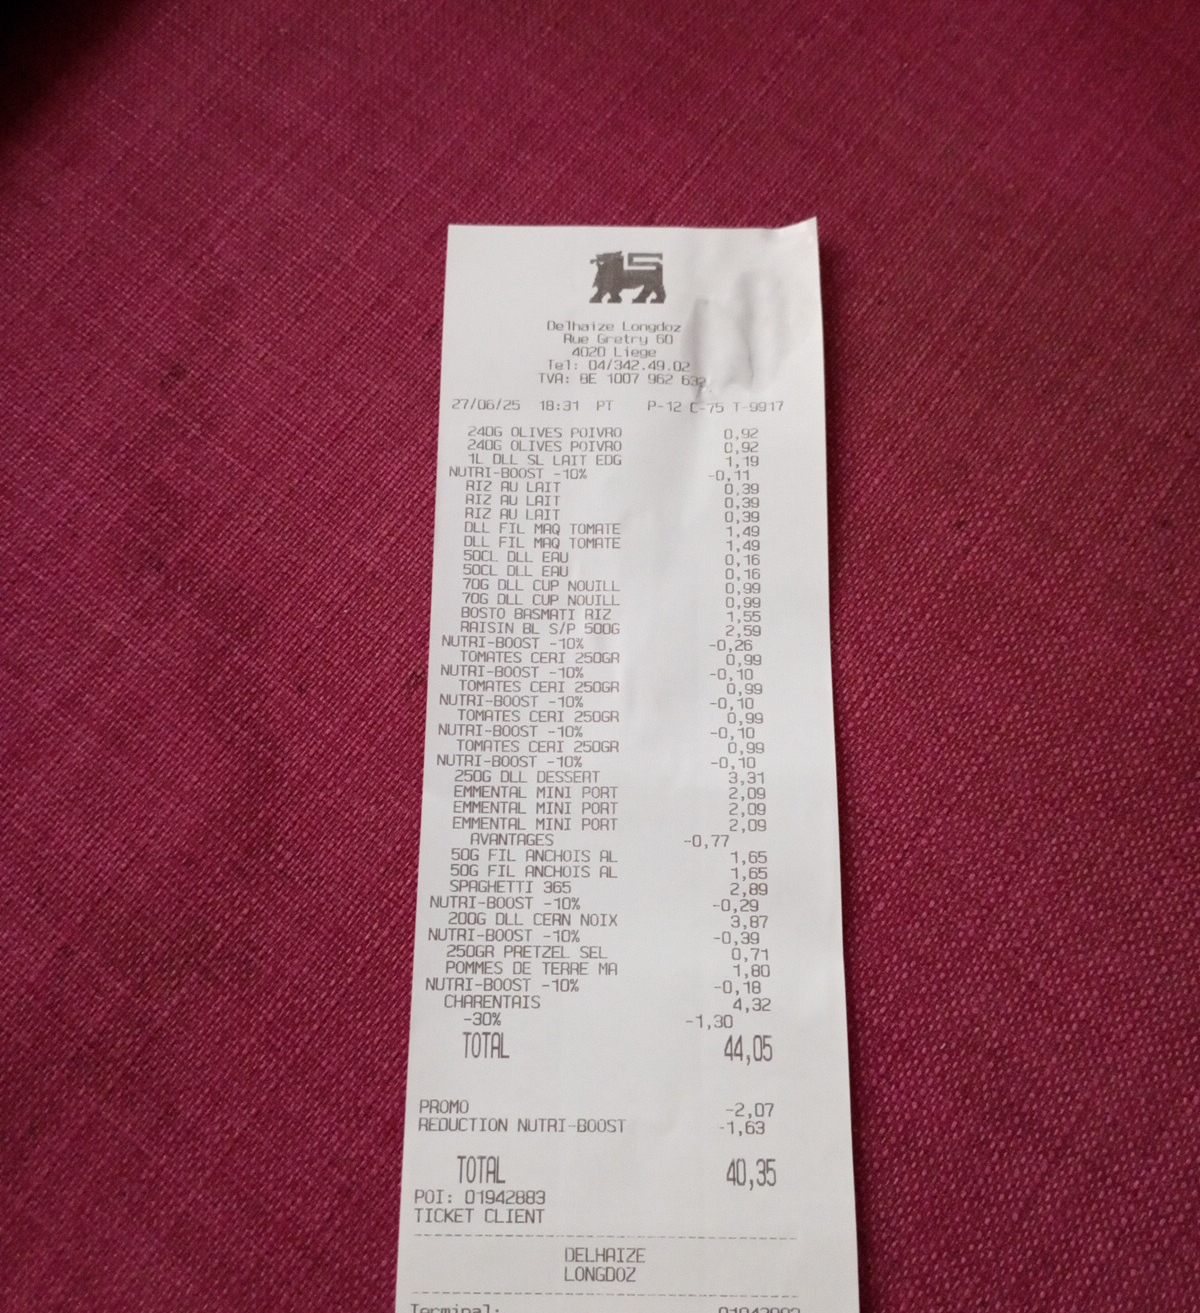 Delhaize Longdoz
Rue Gretry 60
4020 Liege
Tel: 04/342.49.02
TVA: BE 1007 962 632
27/06/25 18:31 PT P-12 C-75 T-9917
240G OLIVES POIVRO 0,92
240G OLIVES POIVRO 0,92
1L DLL SL LAIT EDG 1,19
NUTRI-BOOST -10% -0,11
RIZ AU LAIT 0,39
RIZ AU LAIT 0,39
RIZ AU LAIT 0,39
DLL FIL MAQ TOMATE 1,49
DLL FIL MAQ TOMATE 1,49
50CL DLL EAU 0,16
50CL DLL EAU 0,16
70G DLL CUP NOUILL 0,99
70G DLL CUP NOUILL 0,99
BOSTO BASMATI RIZ 1,55
RAISIN BL S/P 500G 2,59
NUTRI-BOOST -10% -0,26
TOMATES CERI 250GR 0,99
NUTRI-BOOST -10% -0,10
TOMATES CERI 250GR 0,99
NUTRI-BOOST -10% -0,10
TOMATES CERI 250GR 0,99
NUTRI-BOOST -10% -0,10
TOMATES CERI 250GR 0,99
NUTRI-BOOST -10% -0,10
250G DLL DESSERT 3,31
EMMENTAL MINI PORT 2,09
EMMENTAL MINI PORT 2,09
EMMENTAL MINI PORT 2,09
AVANTAGES -0,77
50G FIL ANCHOIS AL 1,65
50G FIL ANCHOIS AL 1,65
SPAGHETTI 365 2,89
NUTRI-BOOST -10% -0,29
200G DLL CERN NOIX 3,87
NUTRI-BOOST -10% -0,39
250GR PRETZEL SEL 0,71
POMMES DE TERRE MA 1,80
NUTRI-BOOST -10% -0,18
CHARENTAIS 4,32
-30% -1,30
TOTAL 44,05
PROMO -2,07
REDUCTION NUTRI-BOOST -1,63
TOTAL 40,35
POI: 01942883
TICKET CLIENT
DELHAIZE
LONGDOZ
Terminal: 01942883